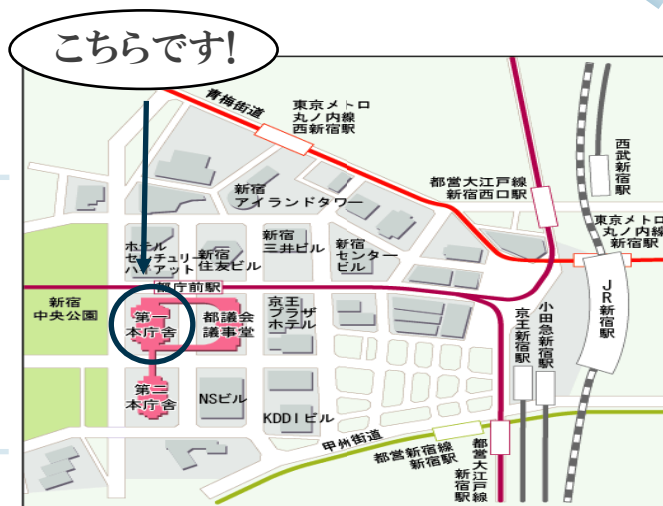 こちらです!
青梅街道
東京メトロ
丸ノ内線
西新宿駅
西武新宿駅
都営大江戸線
新宿西口駅
新宿
アイランドタワー
東京メトロ
丸ノ内線
新宿駅
ホテル
センチュリー
ハイアット
新宿
住友ビル
新宿
三井ビル
新宿
センター
ビル
都庁前駅
JR新宿駅
新宿
中央公園
第一
本庁舎
都議会
議事堂
京王
プラザ
ホテル
小田急新宿駅
京王新宿駅
第二
本庁舎
NSビル
KDDIビル
甲州街道
都営新宿線
新宿駅
都営大江戸線
新宿駅